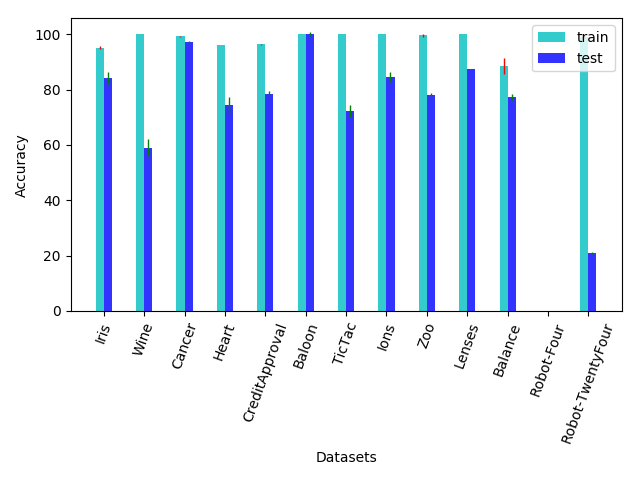 100
80
60
40
20
0
Accuracy
train
test
Iris
Wine
Cancer
Heart
CreditApproval
Baloon
TicTac
Ions
Zoo
Lenses
Balance
Robot-Four
Robot-TwentyFour
Datasets